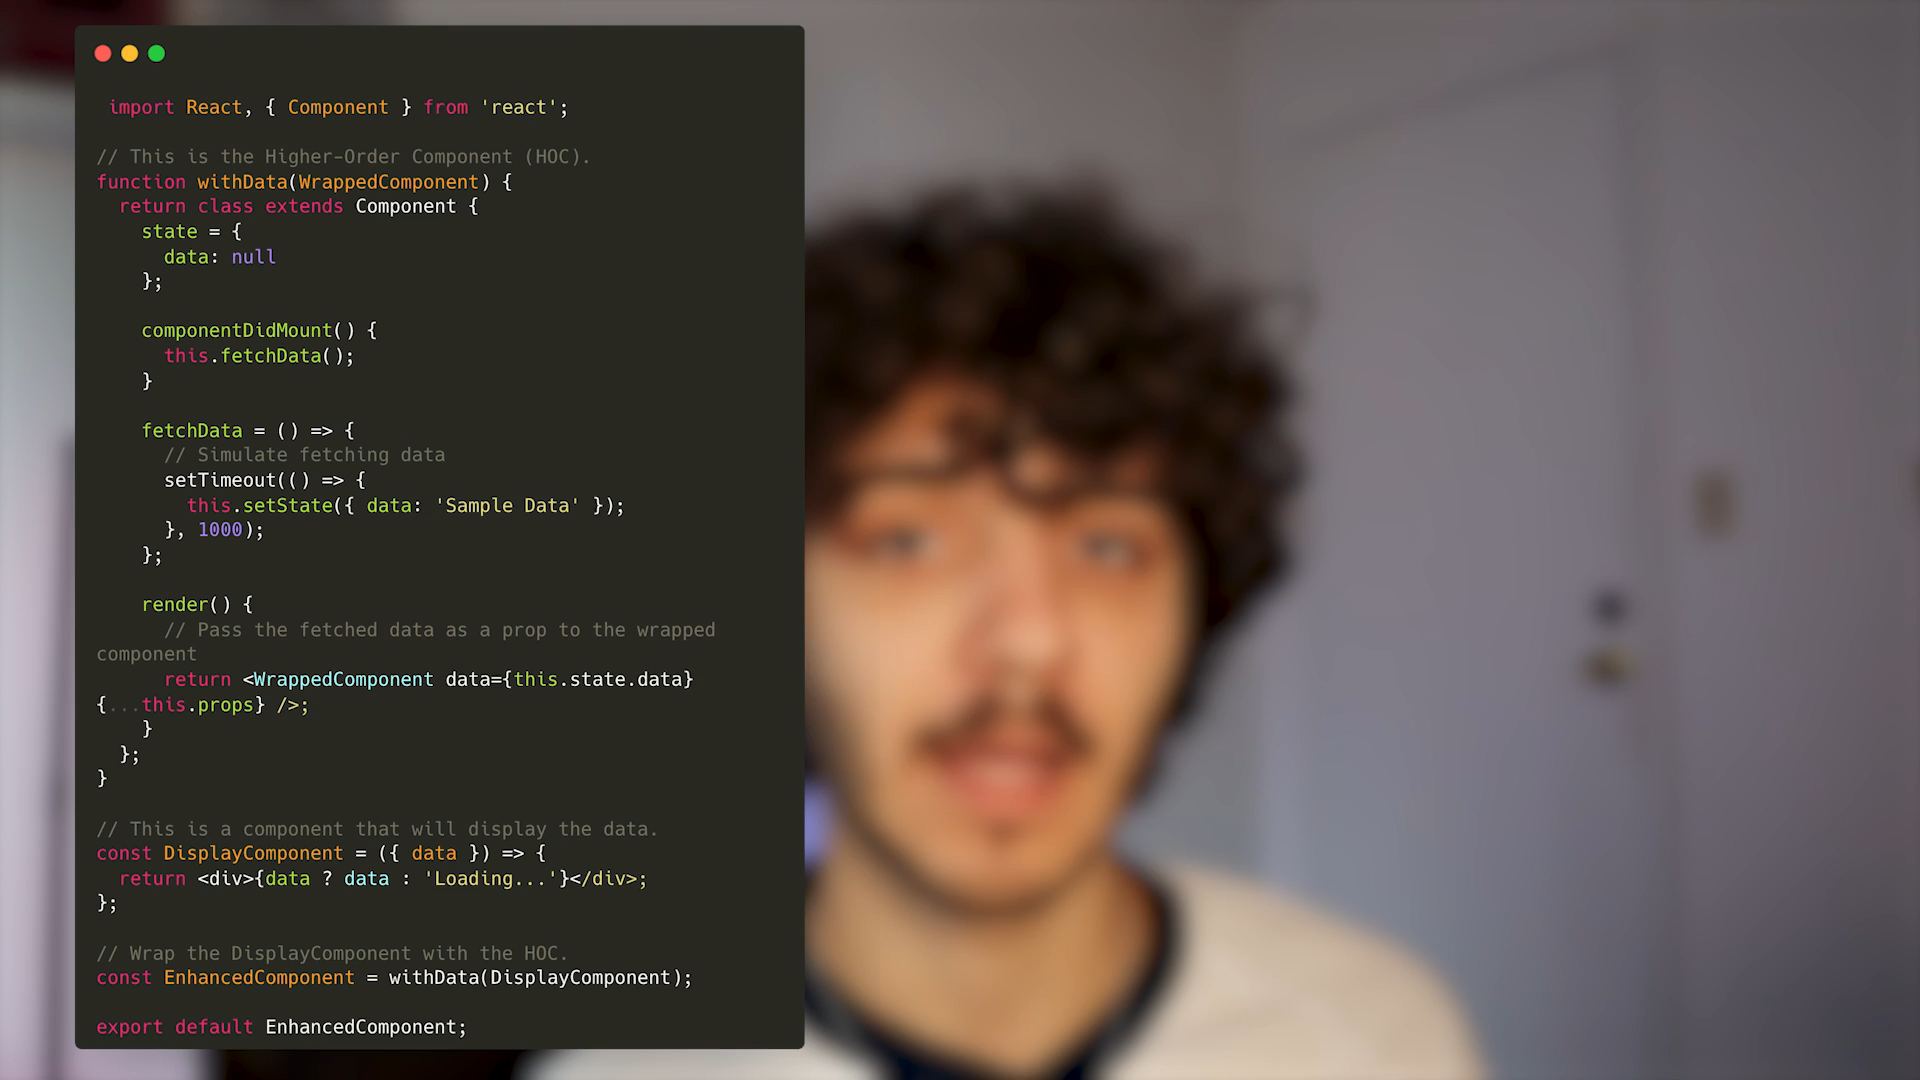 import React, { Component } from 'react';
// This is the Higher-Order Component (HOC).
function withData(WrappedComponent) {
return class extends Component {
state = {
data: null
};
componentDidMount() {
this.fetchData();
}
fetchData = () => {
// Simulate fetching data
setTimeout(() => {
this.setState({ data: 'Sample Data' });
}, 1000);
};
render() {
// Pass the fetched data as a prop to the wrapped
component
return <WrappedComponent data={this.state.data}
{...this.props} />;
}
};
}
// This is a component that will display the data.
const DisplayComponent = ({ data }) => {
return <div>{data ? data : 'Loading...'}</div>;
};
// Wrap the DisplayComponent with the HOC.
const EnhancedComponent = withData(DisplayComponent);
export default EnhancedComponent;